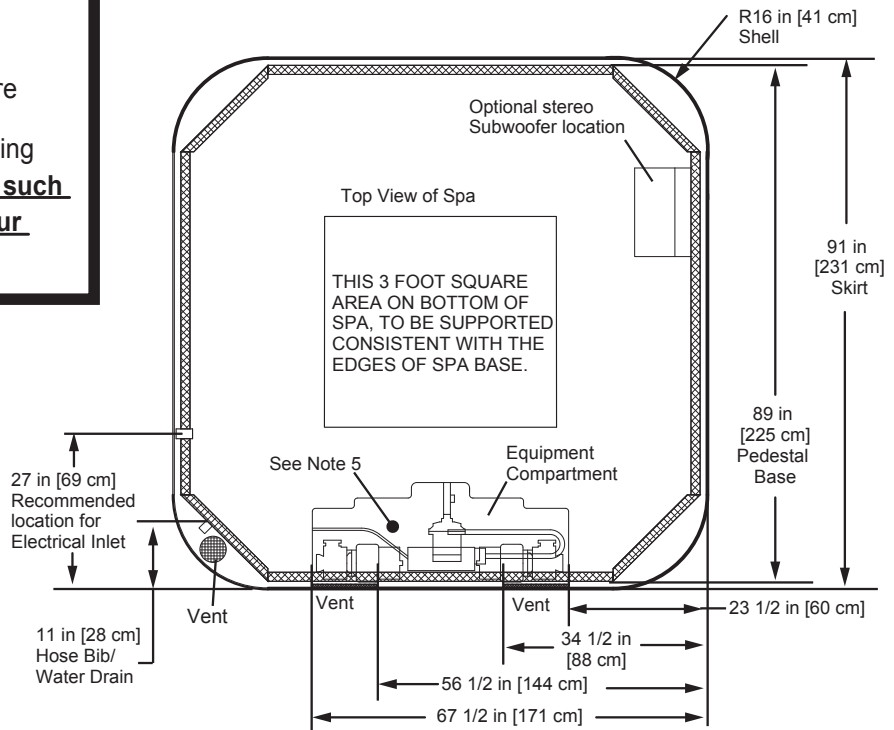 re
ing
such
ur
R16 in [41 cm]
Shell
Optional stereo
Subwoofer location
Top View of Spa
THIS 3 FOOT SQUARE
AREA ON BOTTOM OF
SPA, TO BE SUPPORTED
CONSISTENT WITH THE
EDGES OF SPA BASE.
91 in
[231 cm]
Skirt
89 in
[225 cm]
Pedestal
Base
27 in [69 cm]
Recommended
location for
Electrical Inlet
See Note 5
Equipment
Compartment
Vent
Vent
Vent
11 in [28 cm]
Hose Bib/
Water Drain
23 1/2 in [60 cm]
34 1/2 in
[88 cm]
56 1/2 in [144 cm]
67 1/2 in [171 cm]